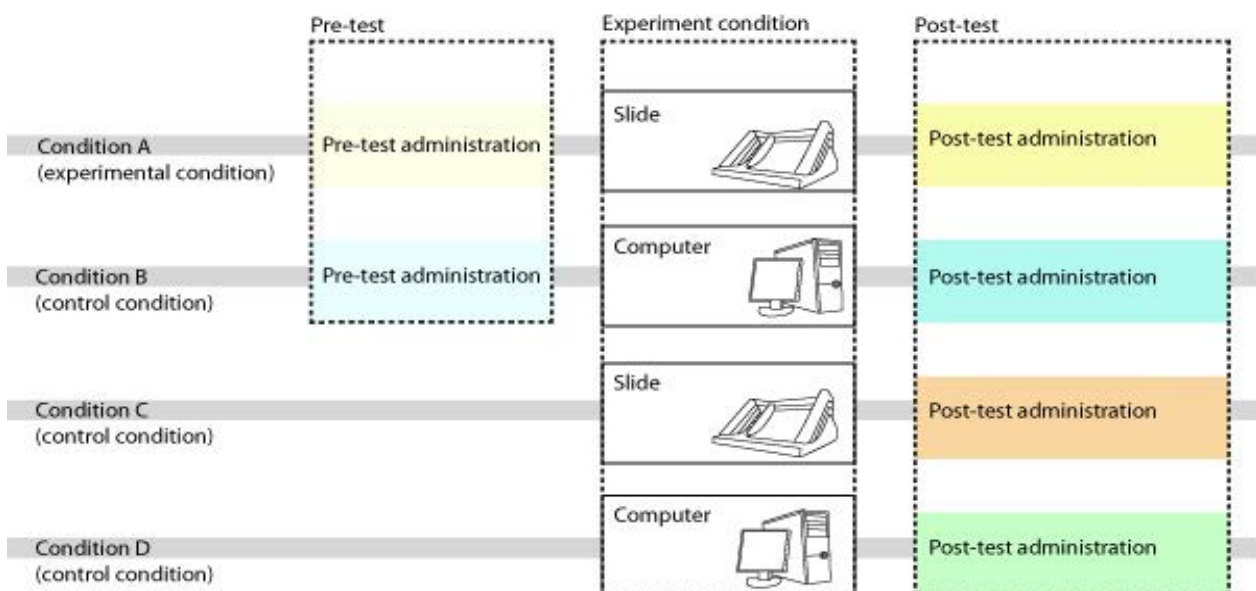 Pre-test
Experiment condition
Post-test
Condition A
(experimental condition)
Pre-test administration
Slide
Post-test administration
Condition B
(control condition)
Pre-test administration
Computer
Post-test administration
Condition C
(control condition)
Slide
Post-test administration
Condition D
(control condition)
Computer
Post-test administration